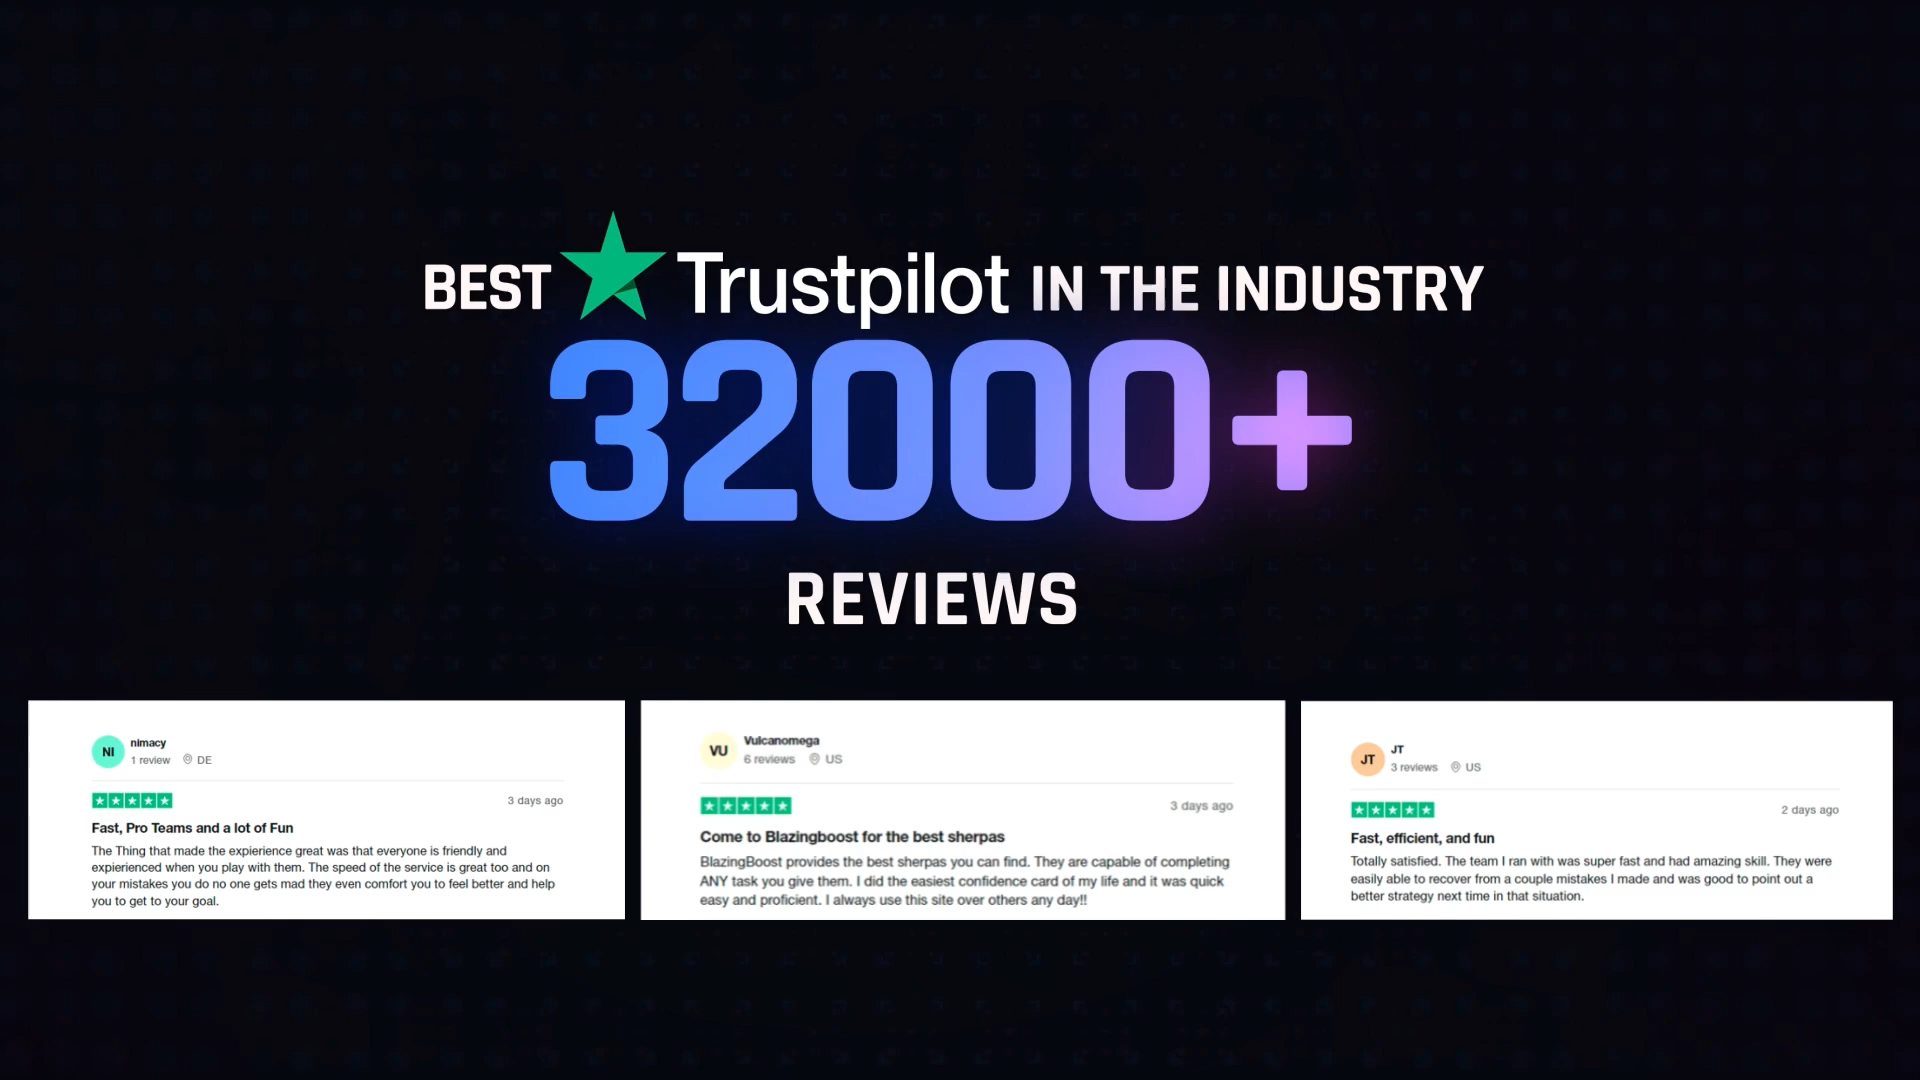 BEST Trustpilot IN THE INDUSTRY
32000+
REVIEWS
NI
nimacy
1 review DE
3 days ago
Fast, Pro Teams and a lot of Fun
The Thing that made the expierience great was that everyone is friendly and
expierienced when you play with them. The speed of the service is great too and on
your mistakes you do no one gets mad they even comfort you to feel better and help
you to get to your goal.
VU
Vulcanomega
6 reviews US
3 days ago
Come to Blazingboost for the best sherpas
BlazingBoost provides the best sherpas you can find. They are capable of completing
ANY task you give them. I did the easiest confidence card of my life and it was quick
easy and proficient. I always use this site over others any day!!
JT
JT
3 reviews US
2 days ago
Fast, efficient, and fun
Totally satisfied. The team I ran with was super fast and had amazing skill. They were
easily able to recover from a couple mistakes I made and was good to point out a
better strategy next time in that situation.